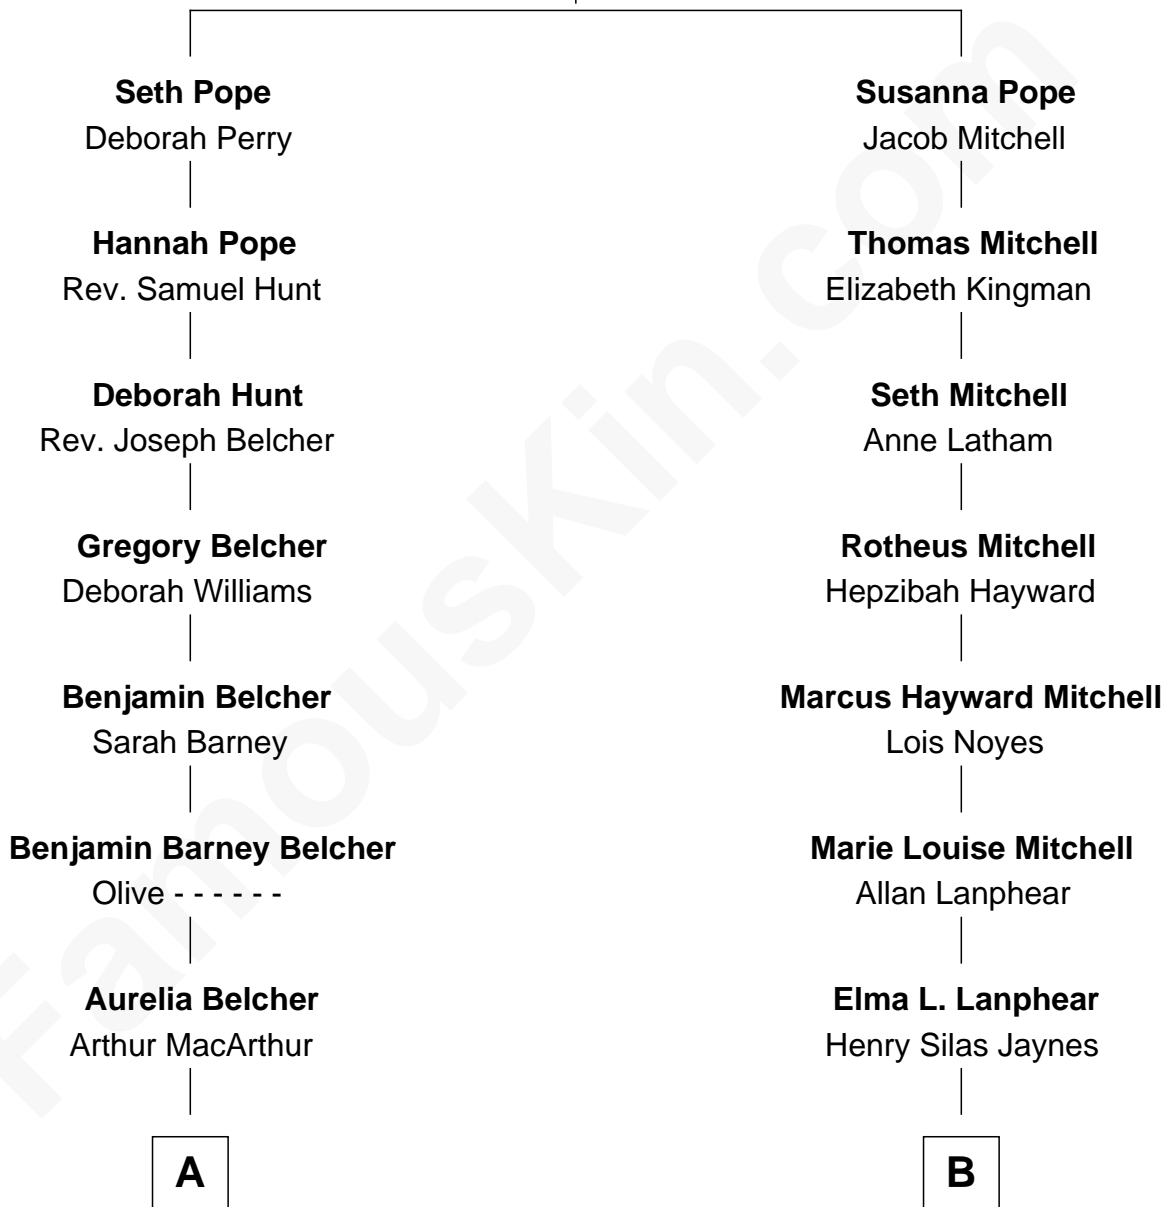 Seth Pope
Deborah Perry
Hannah Pope
Rev. Samuel Hunt
Deborah Hunt
Rev. Joseph Belcher
Gregory Belcher
Deborah Williams
Benjamin Belcher
Sarah Barney
Benjamin Barney Belcher
Olive - - - - - -
Aurelia Belcher
Arthur MacArthur
A
Susanna Pope
Jacob Mitchell
Thomas Mitchell
Elizabeth Kingman
Seth Mitchell
Anne Latham
Rotheus Mitchell
Hepzibah Hayward
Marcus Hayward Mitchell
Lois Noyes
Marie Louise Mitchell
Allan Lanphear
Elma L. Lanphear
Henry Silas Jaynes
B
FamousKin.com